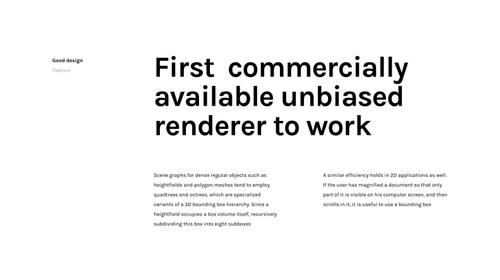 Good design
Feature
First commercially
available unbiased
renderer to work
Scene graphs for dense regular objects such as
heightfields and polygon meshes tend to employ
quadtrees and octrees, which are specialized
variants of a 3D bounding box hierarchy. Since a
heightfield occupies a box volume itself, recursively
subdividing this box into eight subboxes
A similar efficiency holds in 2D applications as well.
If the user has magnified a document so that only
part of it is visible on his computer screen, and then
scrolls in it, it is useful to use a bounding box